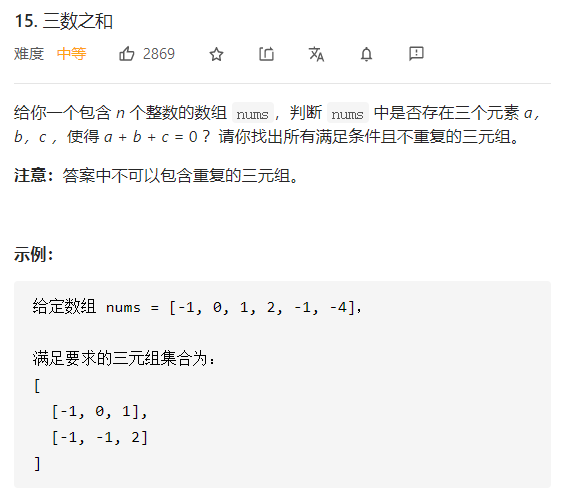 15. 三数之和
难度 中等 2869
给你一个包含 n 个整数的数组 nums，判断 nums 中是否存在三个元素 a，
b，c ，使得 a + b + c = 0 ？请你找出所有满足条件且不重复的三元组。
注意：答案中不可以包含重复的三元组。
示例：
给定数组 nums = [-1, 0, 1, 2, -1, -4]，
满足要求的三元组集合为：
[
[-1, 0, 1],
[-1, -1, 2]
]